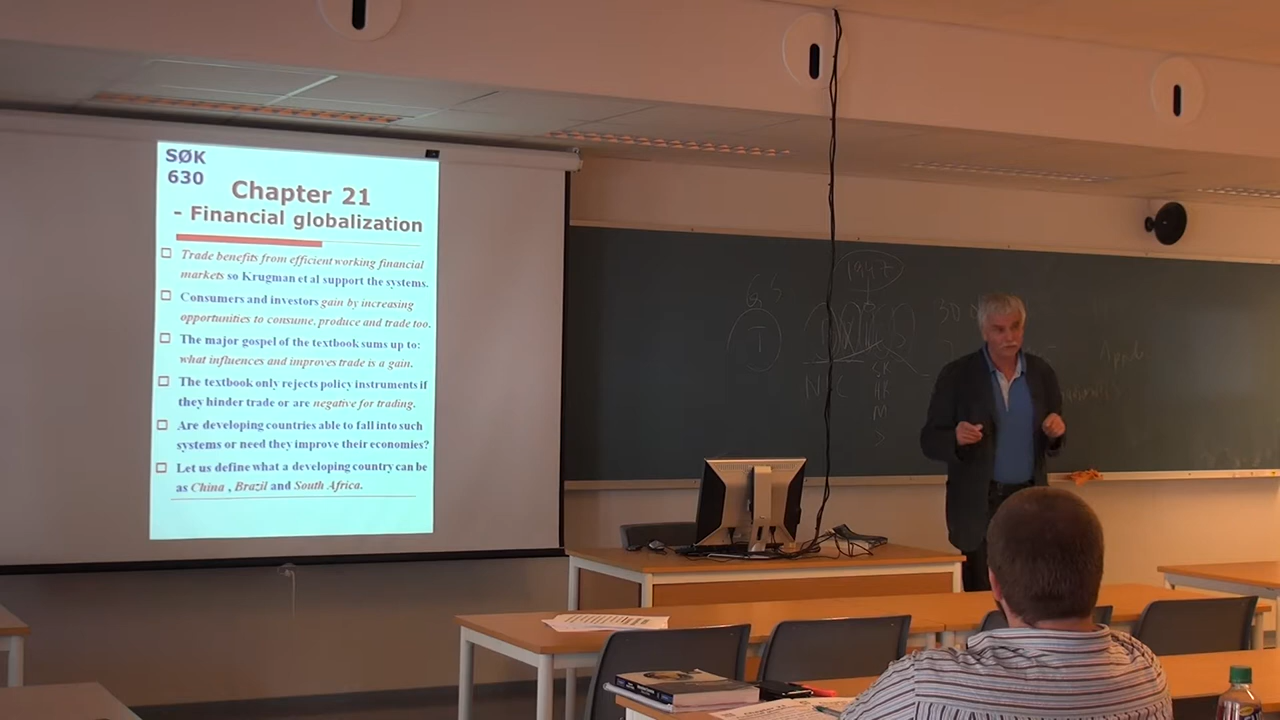 SØK
630
Chapter 21
- Financial globalization
Trade benefits from efficient working financial
markets so Krugman et al support the systems.
Consumers and investors gain by increasing
opportunities to consume, produce and trade too.
The major gospel of the textbook sums up to:
what influences and improves trade is a gain.
The textbook only rejects policy instruments if
they hinder trade or are negative for trading.
Are developing countries able to fall into such
systems or need they improve their economies?
Let us define what a developing country can be
as China , Brazil and South Africa.
1947
G S
T
30
SK
HK
M